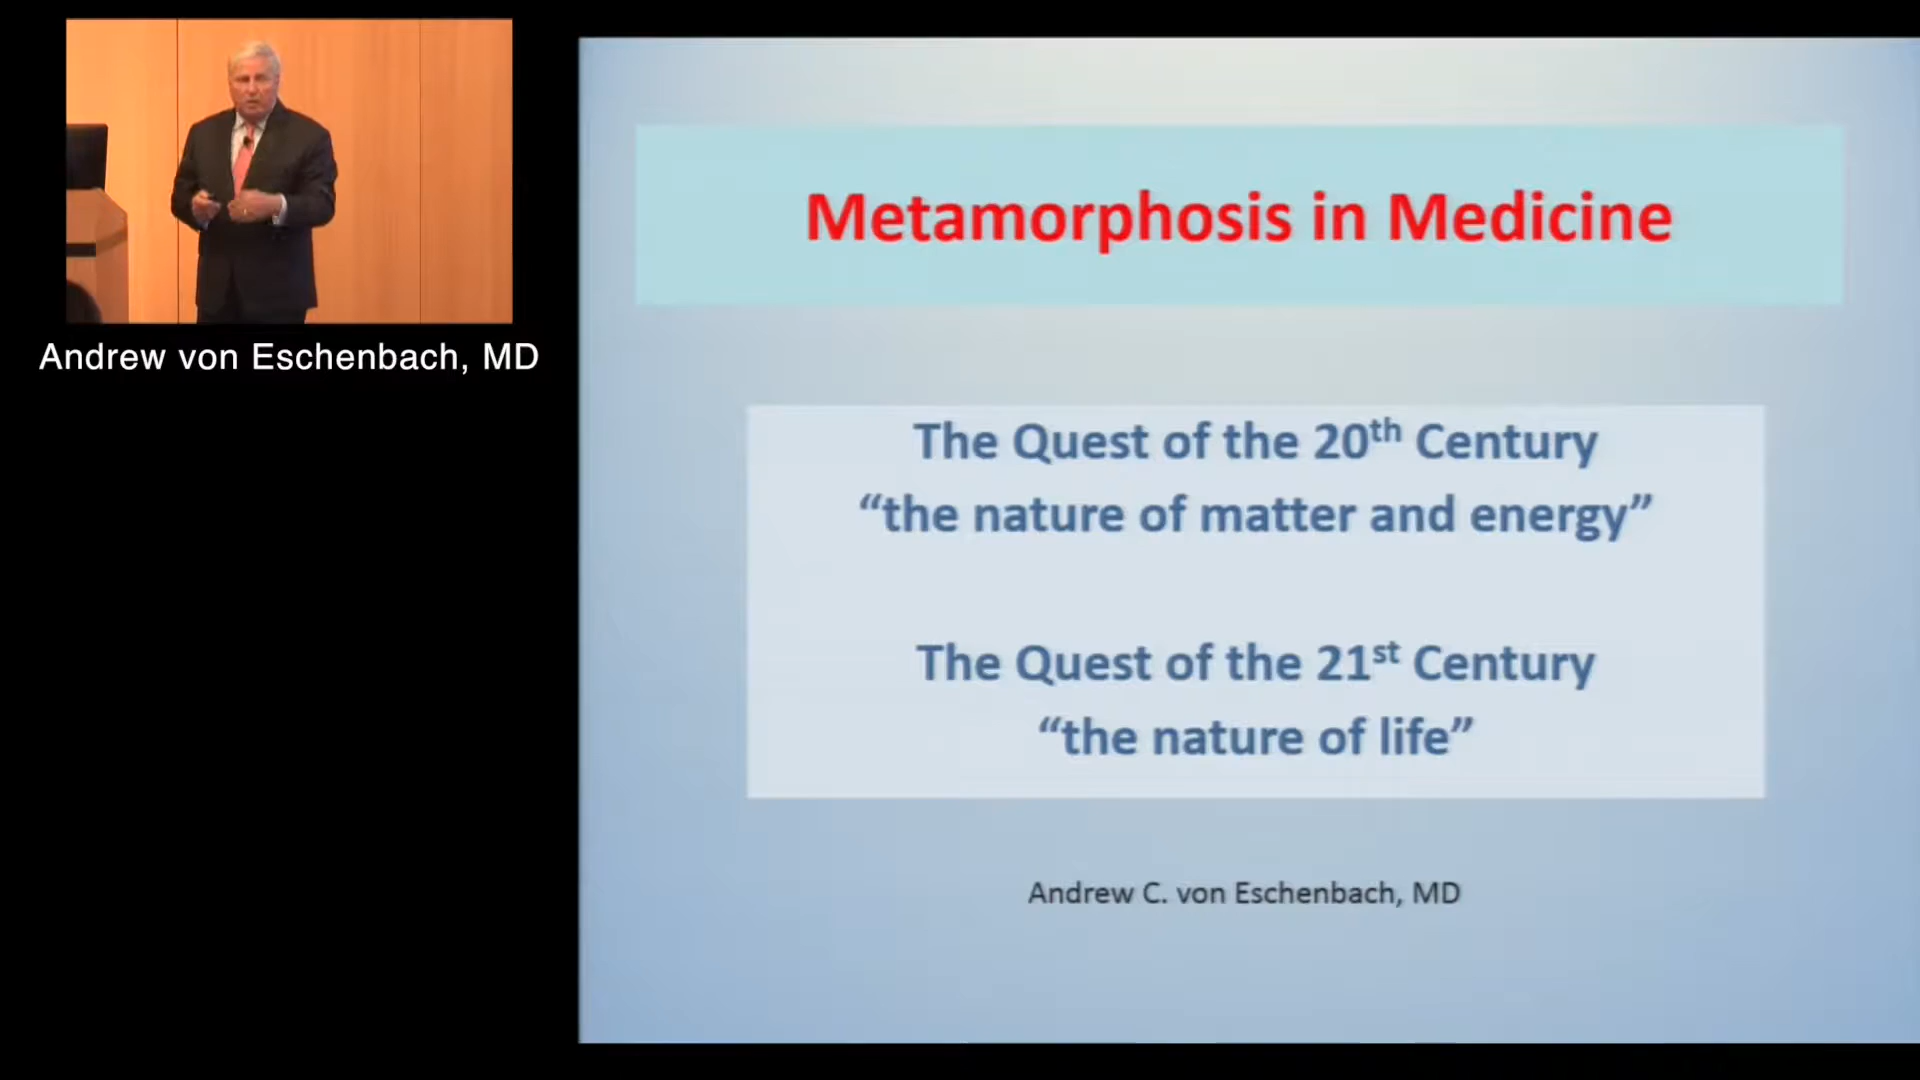 Andrew von Eschenbach, MD
Metamorphosis in Medicine
The Quest of the 20th Century
“the nature of matter and energy”
The Quest of the 21st Century
“the nature of life”
Andrew C. von Eschenbach, MD